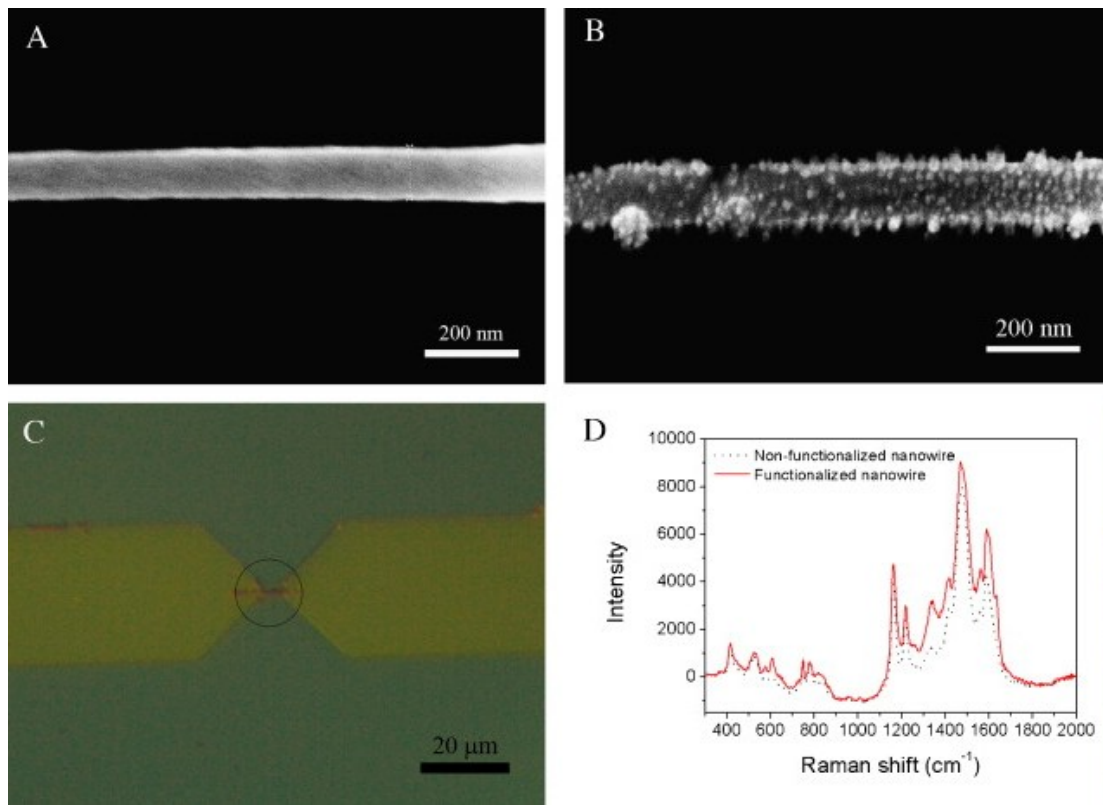 A
200 nm
B
200 nm
C
20 μm
D
10000
8000
6000
4000
2000
0
Intensity
Non-functionalized nanowire
Functionalized nanowire
400 600 800 1000 1200 1400 1600 1800 2000
Raman shift (cm⁻¹)